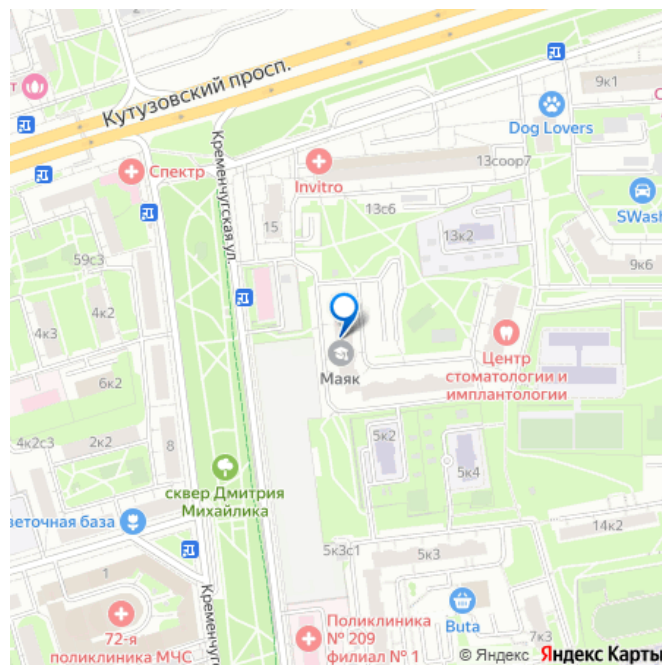 Кутузовский просп.
9к1
Dog Lovers
Спектр
Кременчугская ул.
Invitro
13соор7
13с6
15
13к2
SWash
59с3
9к6
4к2
4к3
Маяк
Центр
стоматологии и
имплантологии
6к2
4к2с3
2к2
8
5к2
5к4
сквер Дмитрия
Михайлика
веточная база
14к2
5к3с1
5к3
1
Кременчуг
72-я
поликлиника МЧС
Поликлиника
№ 209
филиал № 1
Buta
7к3
© Яндекс Яндекс Карты